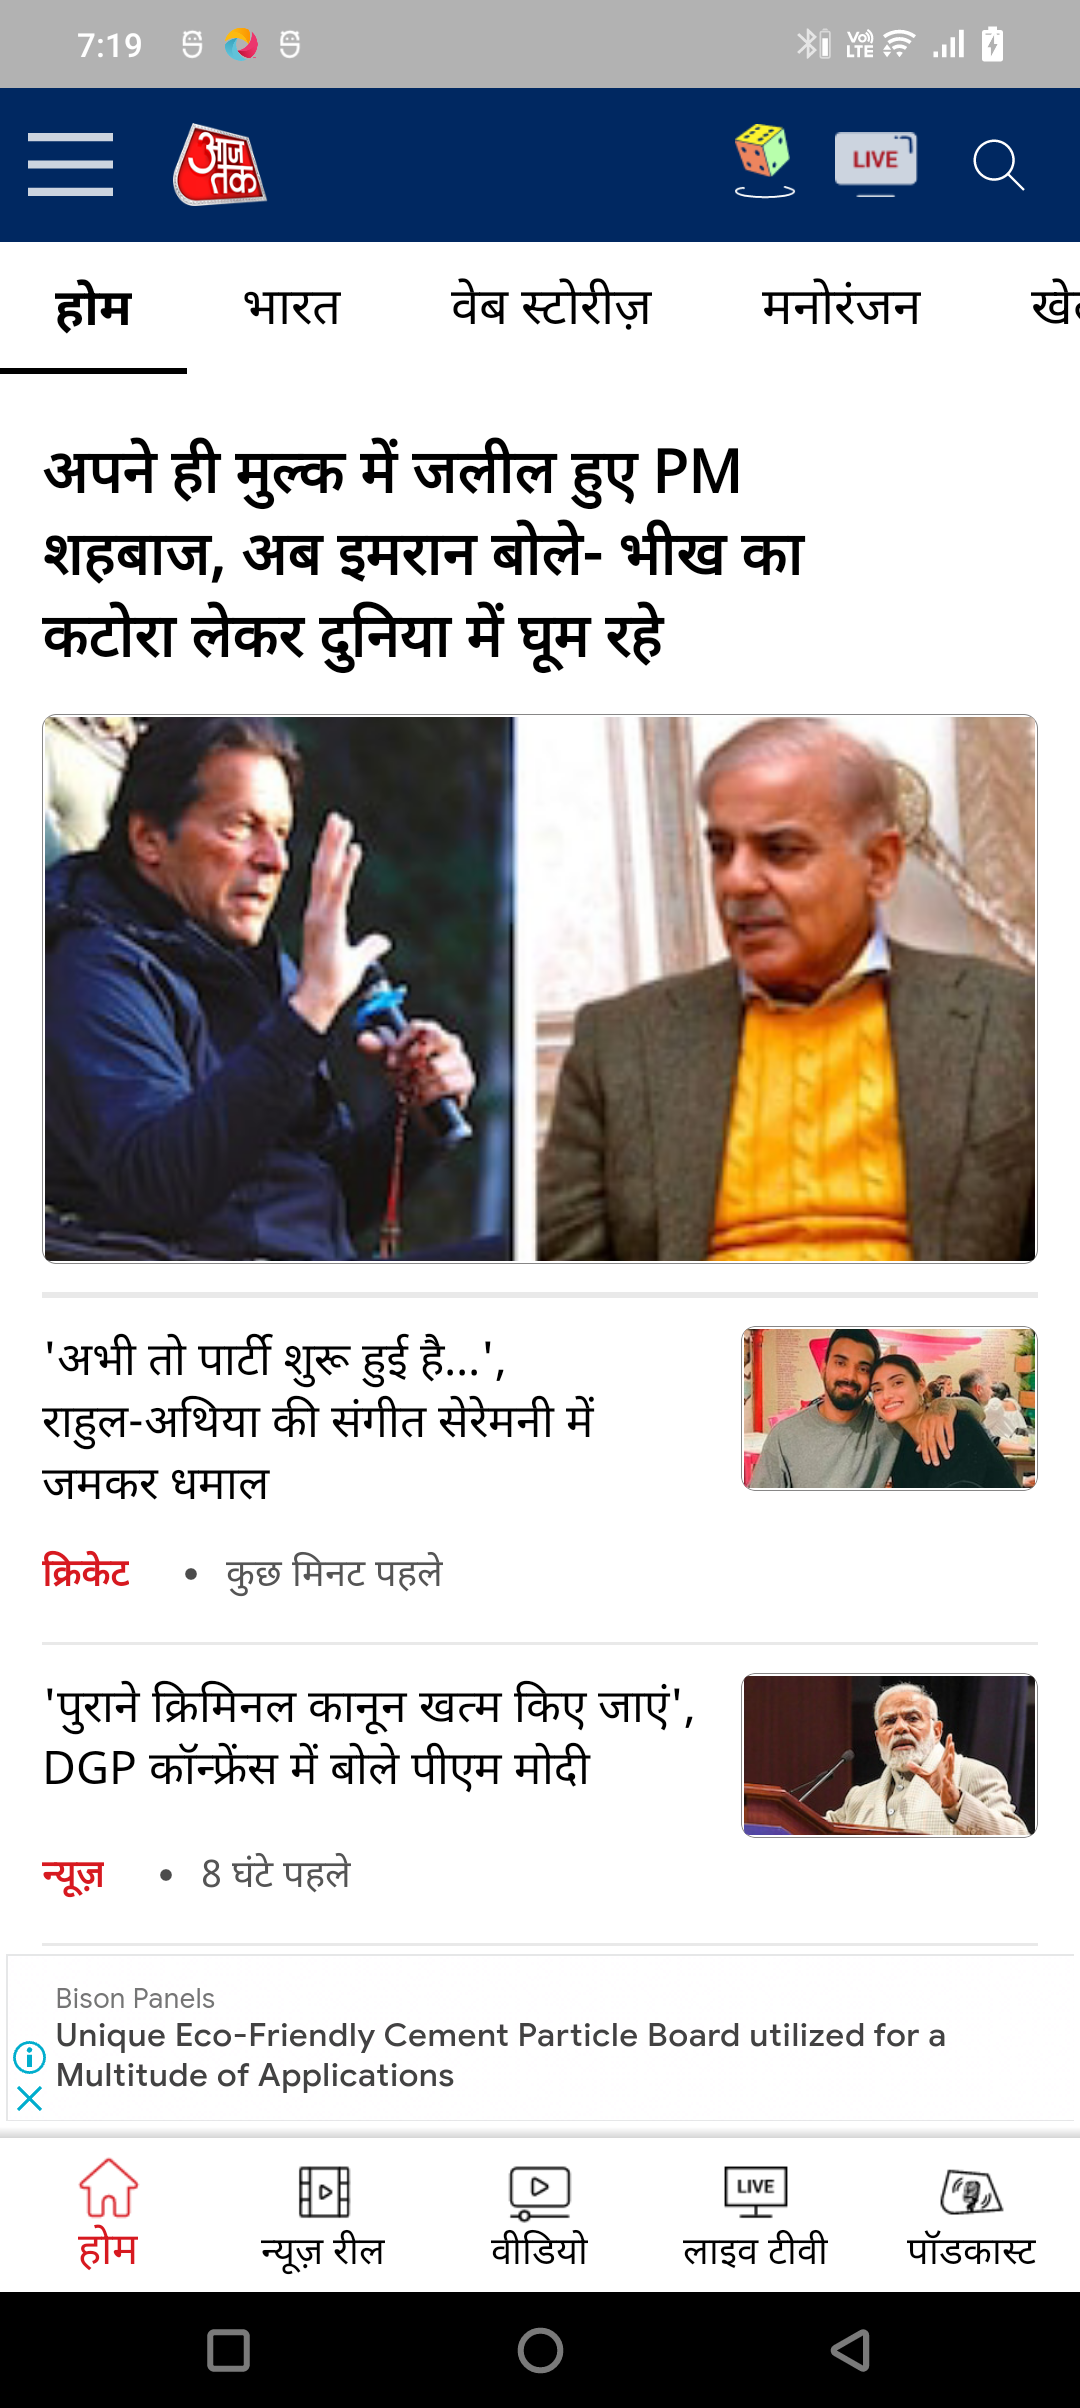 7:19
VoD LTE
आज
तक
LIVE
होम
भारत
वेब स्टोरीज़
मनोरंजन
अपने ही मुल्क में जलील हुए PM
शहबाज, अब इमरान बोले- भीख का
कटोरा लेकर दुनिया में घूम रहे
'अभी तो पार्टी शुरू हुई है...',
राहुल-अथिया की संगीत सेरेमनी में
जमकर धमाल
क्रिकेट • कुछ मिनट पहले
'पुराने क्रिमिनल कानून खत्म किए जाएं',
DGP कॉन्फ्रेंस में बोले पीएम मोदी
न्यूज़ • 8 घंटे पहले
Bison Panels
Unique Eco-Friendly Cement Particle Board utilized for a
Multitude of Applications
LIVE
होम
न्यूज़ रील
वीडियो
लाइव टीवी
पॉडकास्ट